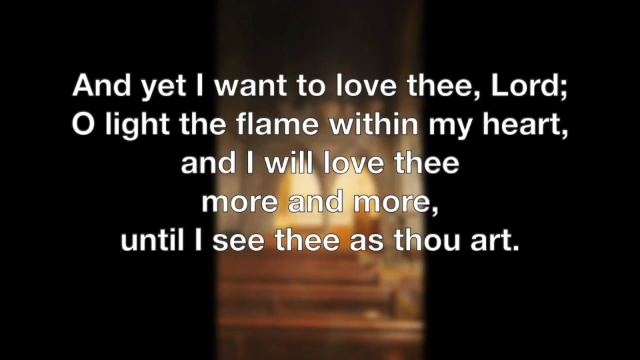 And yet I want to love thee, Lord;
O light the flame within my heart,
and I will love thee
more and more,
until I see thee as thou art.